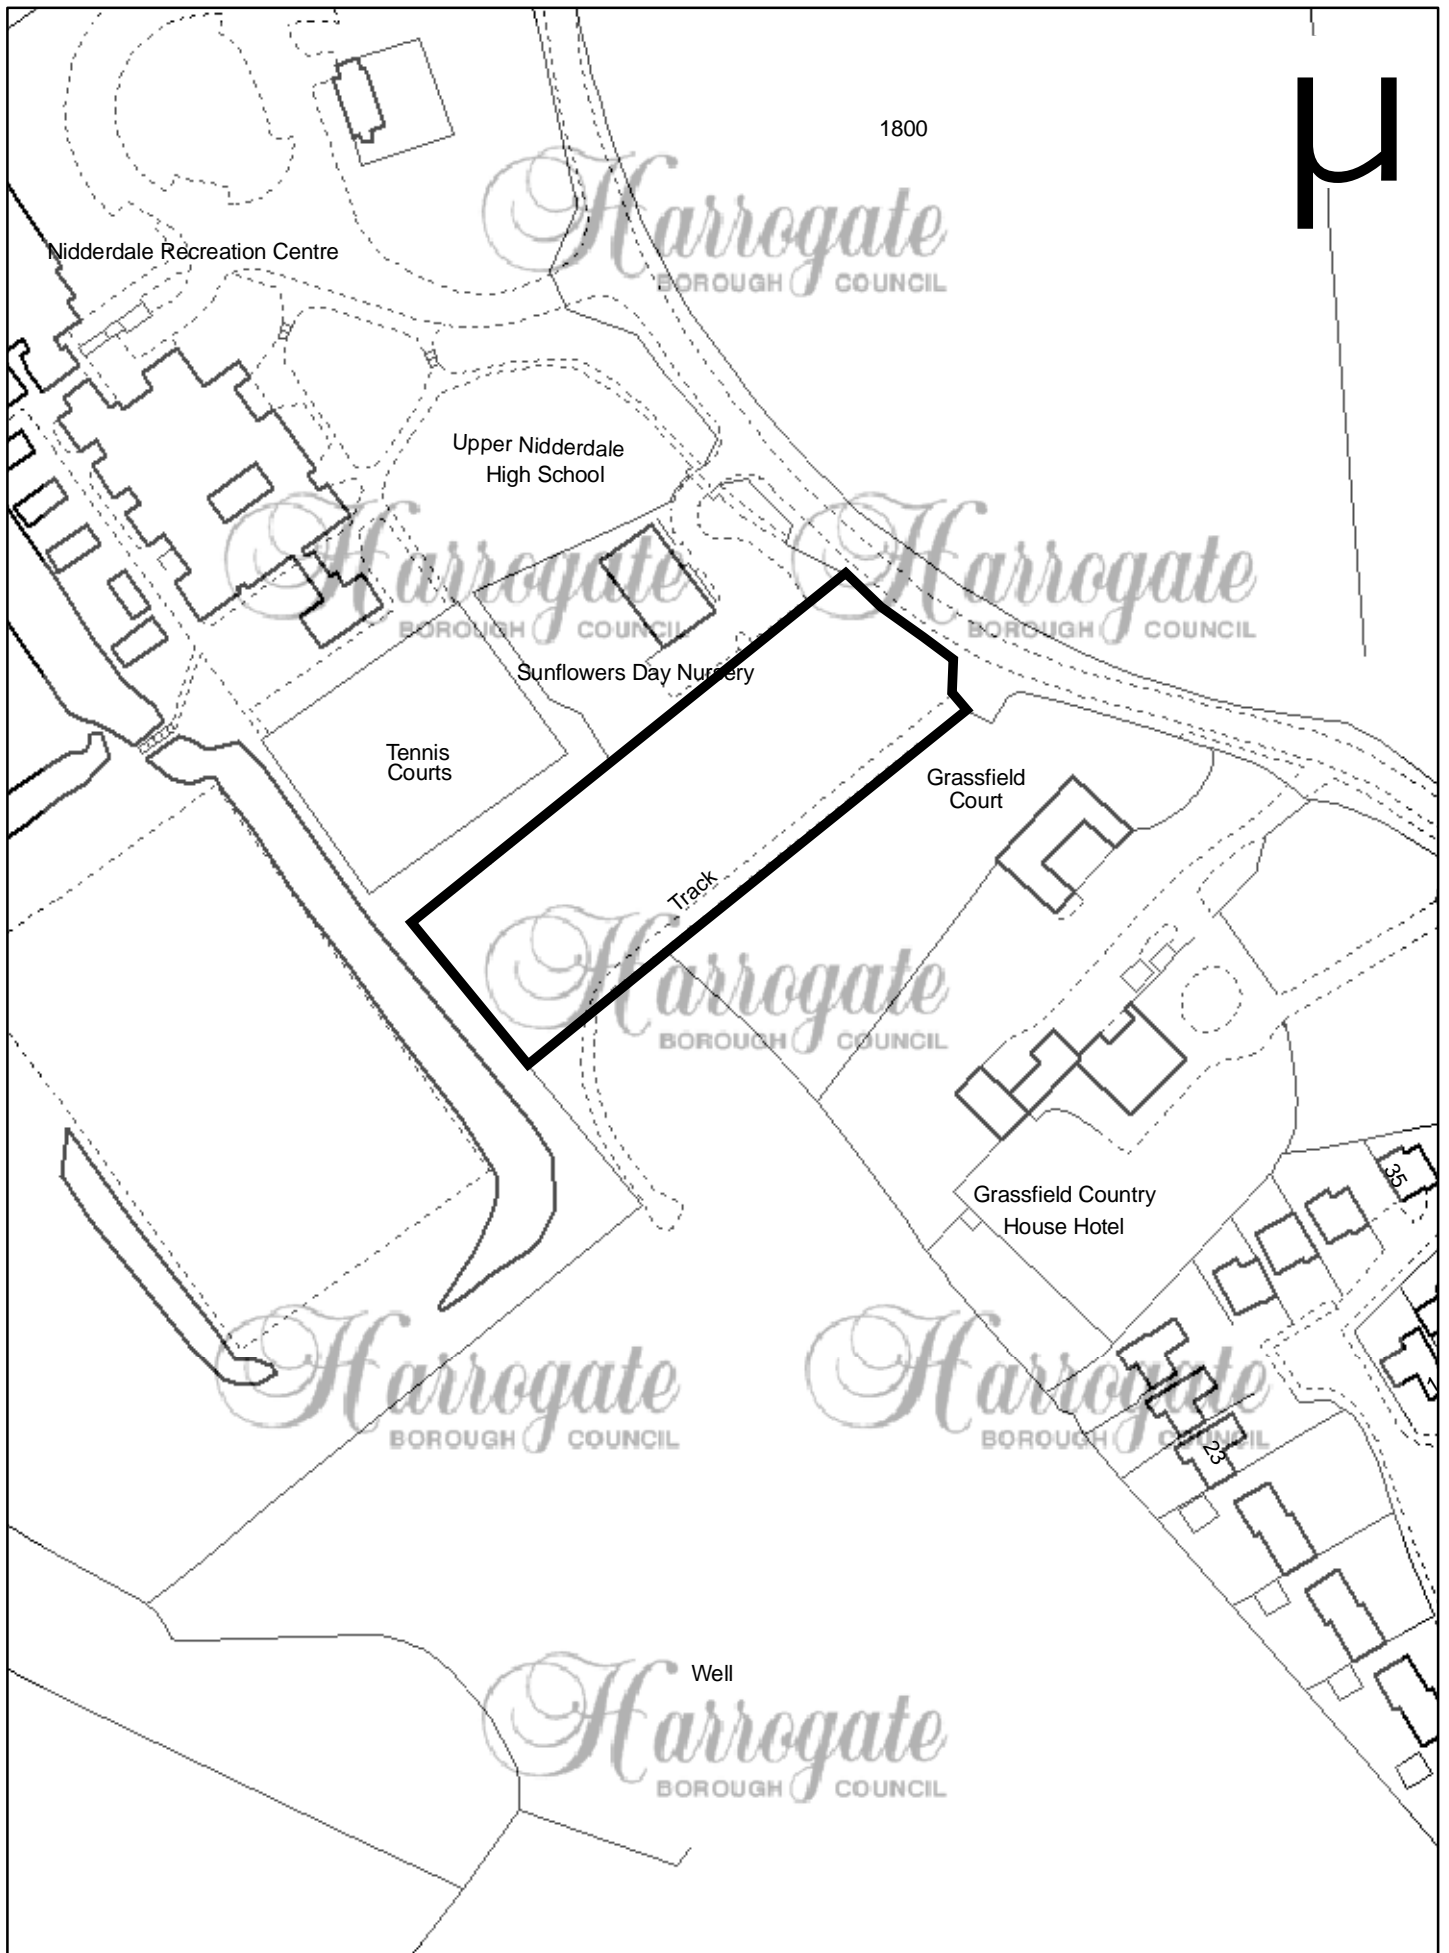 1800
µ
Harrogate
BOROUGH COUNCIL
Nidderdale Recreation Centre
Upper Nidderdale
High School
Harrogate
BOROUGH COUNCIL
Harrogate
BOROUGH COUNCIL
Sunflowers Day Nursery
Tennis
Courts
Grassfield
Court
Track
Harrogate
BOROUGH COUNCIL
35
Grassfield Country
House Hotel
Harrogate
BOROUGH COUNCIL
Harrogate
BOROUGH COUNCIL
23
Well
Harrogate
BOROUGH COUNCIL